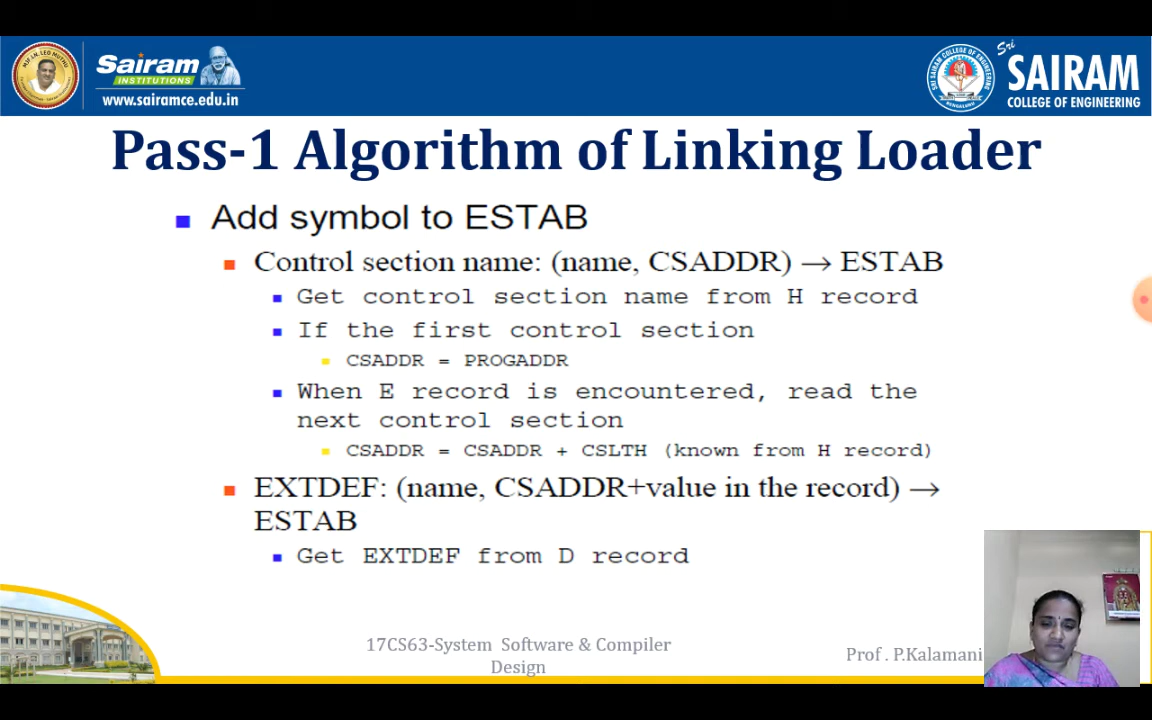 Sairam
INSTITUTIONS
www.sairamce.edu.in
Sri
SAIRAM
COLLEGE OF ENGINEERING
Pass-1 Algorithm of Linking Loader
Add symbol to ESTAB
Control section name: (name, CSADDR) → ESTAB
Get control section name from H record
If the first control section
CSADDR = PROGADDR
When E record is encountered, read the
next control section
CSADDR = CSADDR + CSLTH (known from H record)
EXTDEF: (name, CSADDR+value in the record) →
ESTAB
Get EXTDEF from D record
17CS63-System Software & Compiler
Design
Prof . P.Kalamani